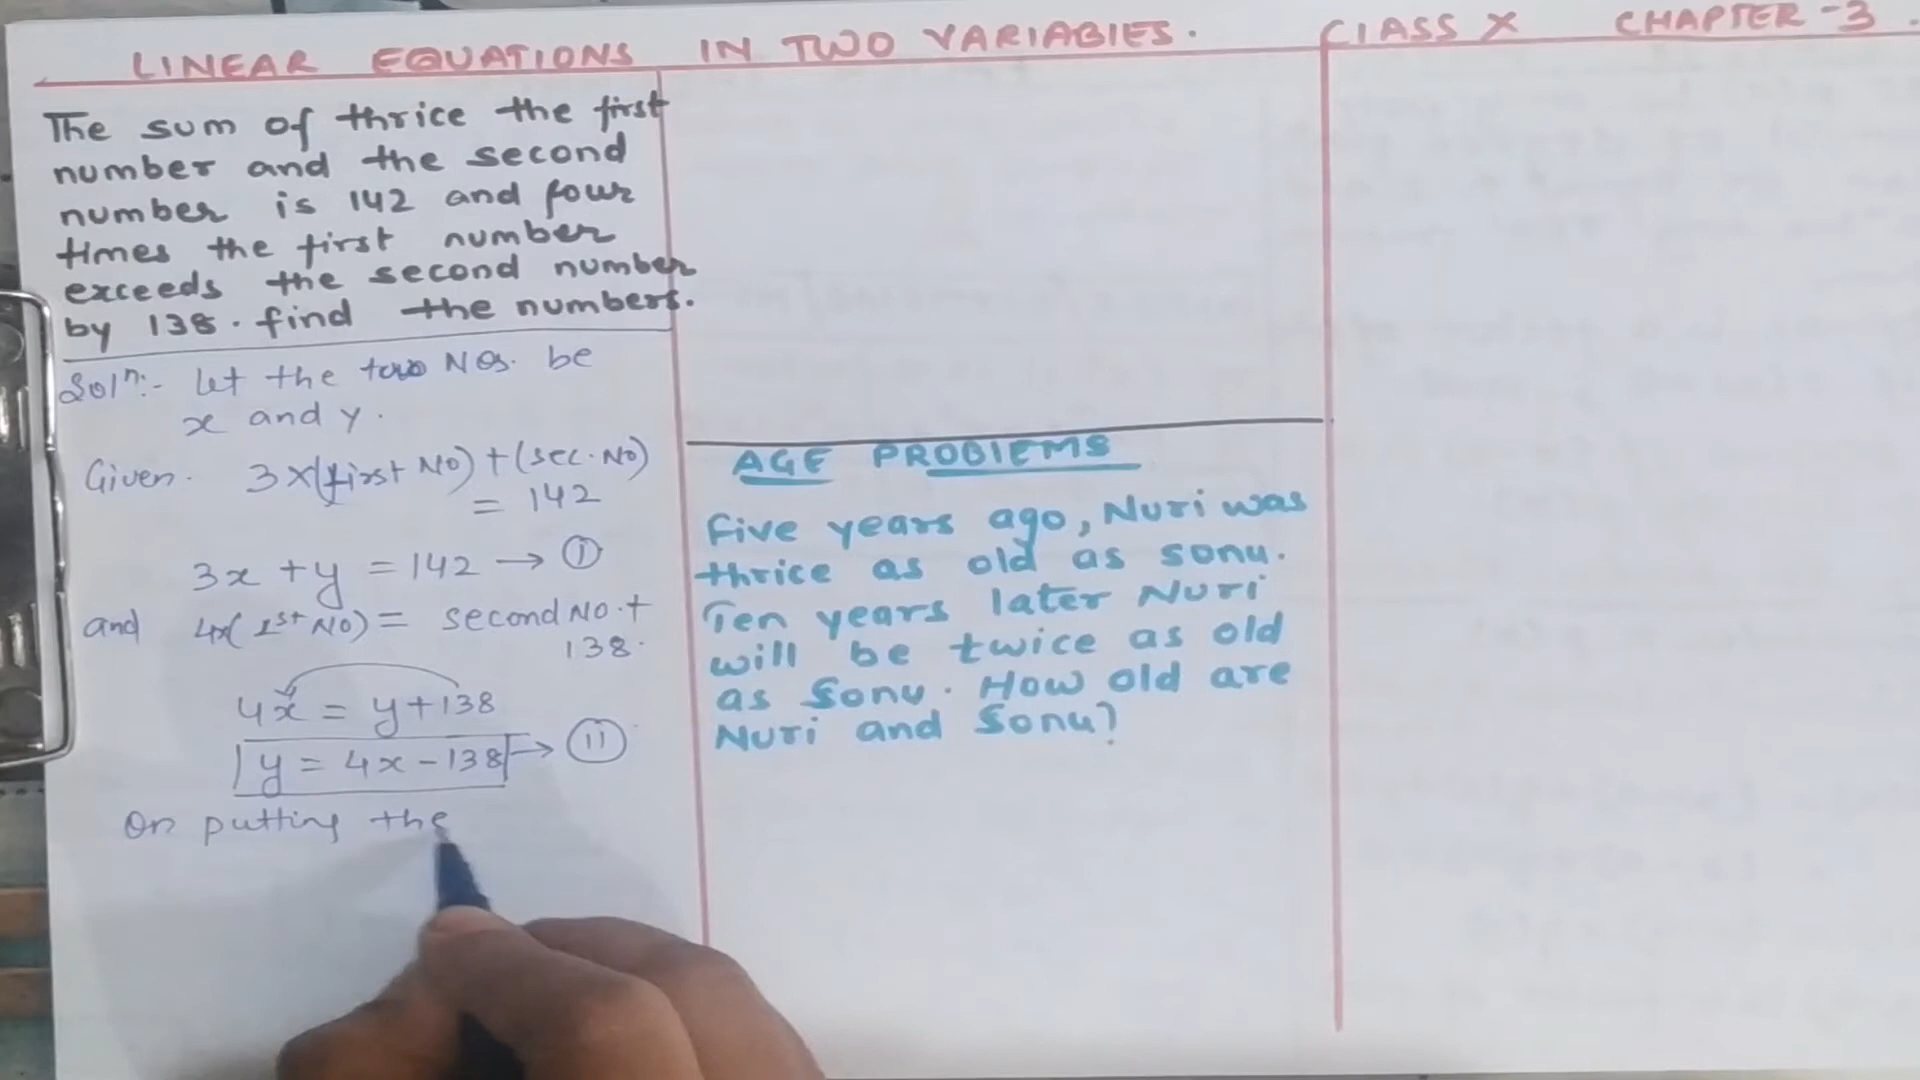 LINEAR EQUATIONS IN TWO VARIABLES. CLASS X CHAPTER-3.
The sum of thrice the first
number and the second
number is 142 and four
times the first number
exceeds the second number
by 138. find the numbers.
Solⁿ:- Let the two Nos. be
x and y.
Given. 3×(first No) + (sec. No)
= 142
3x + y = 142 → (I)
and 4×(1st No) = second No. +
138.
4x = y + 138
y = 4x - 138 → (II)
On putting the
AGE PROBLEMS
Five years ago, Nuri was
thrice as old as sonu.
Ten years later Nuri
will be twice as old
as Sonu. How old are
Nuri and Sonu?